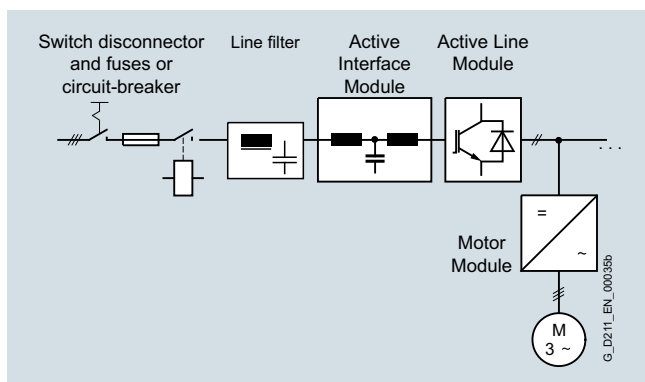 Switch disconnector
and fuses or
circuit-breaker
Line filter
Active
Interface
Module
Active Line
Module
. . .
=
~
Motor
Module
M
3 ~
G_D211_EN_00035b